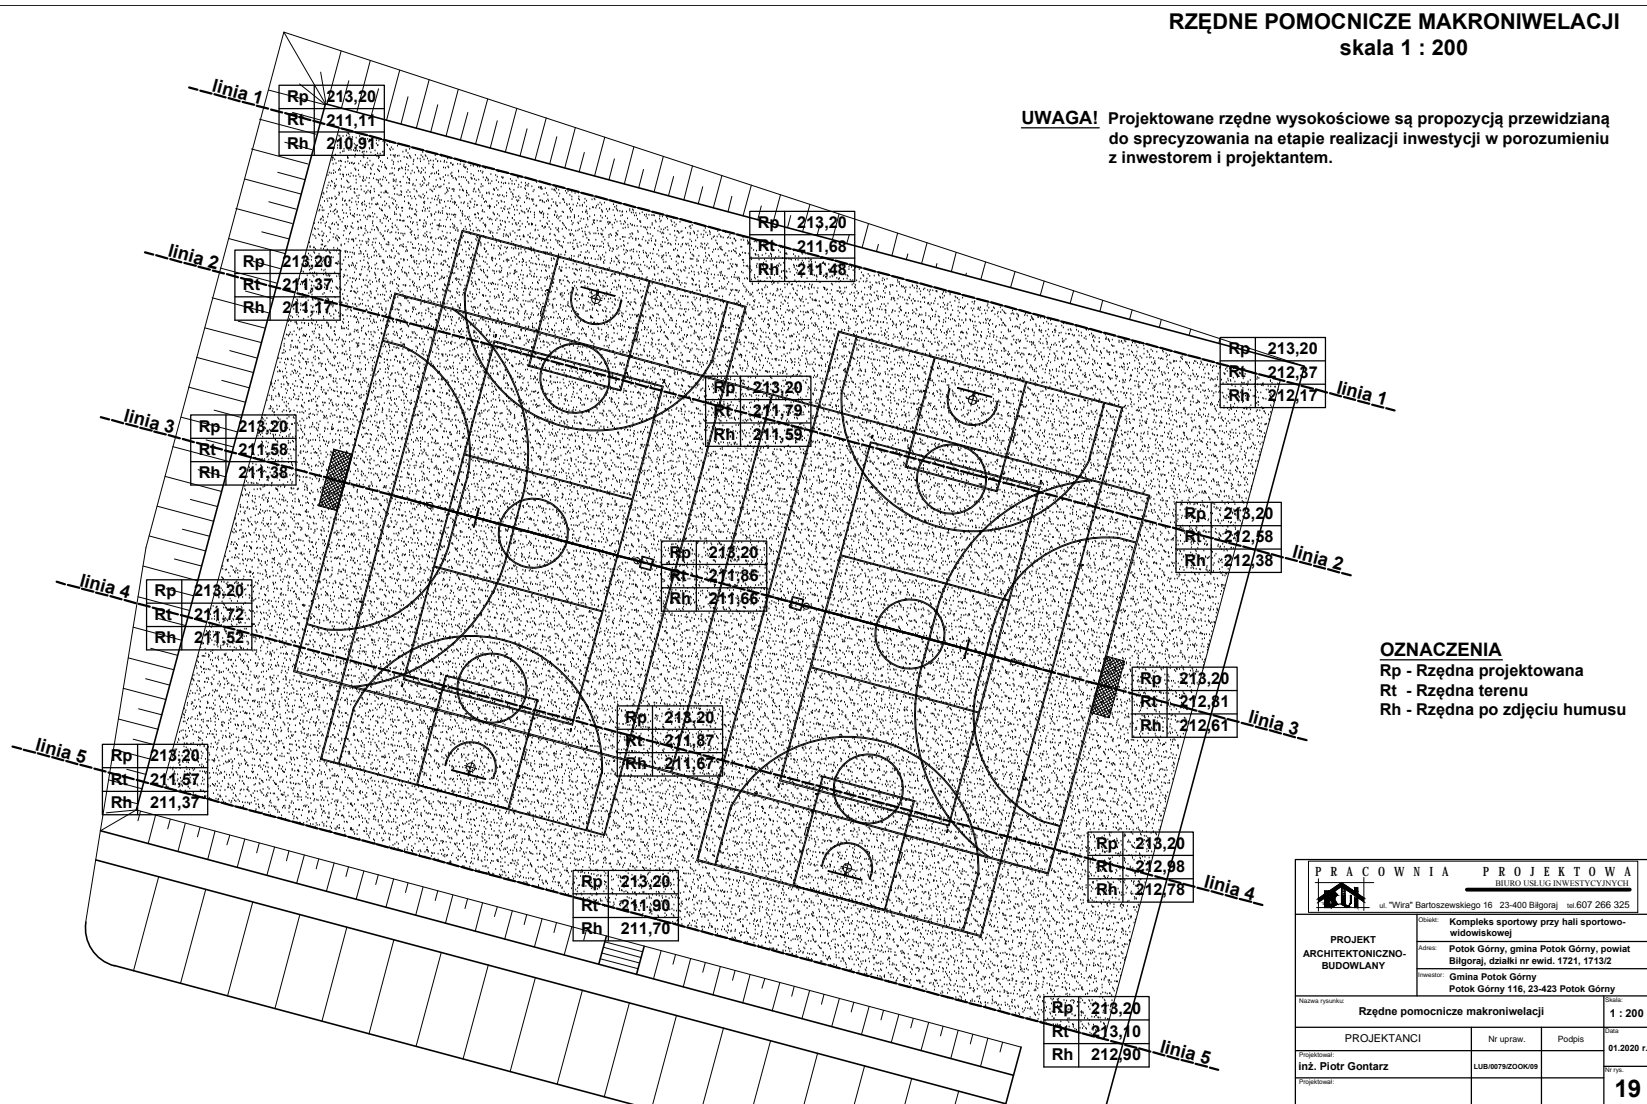 RZĘDNE POMOCNICZE MAKRONIWELACJI
skala 1 : 200
UWAGA! Projektowane rzędne wysokościowe są propozycją przewidzianą
do sprecyzowania na etapie realizacji inwestycji w porozumieniu
z inwestorem i projektantem.
linia 1
Rp 213,20
Rt 211,11
Rh 210,91
Rp 213,20
Rt 211,68
Rh 211,48
Rp 213,20
Rt 212,37
Rh 212,17
linia 1
linia 2
Rp 213,20
Rt 211,37
Rh 211,17
Rp 213,20
Rt 211,79
Rh 211,59
Rp 213,20
Rt 212,58
Rh 212,38
linia 2
linia 3
Rp 213,20
Rt 211,58
Rh 211,38
Rp 213,20
Rt 211,86
Rh 211,66
Rp 213,20
Rt 212,81
Rh 212,61
linia 3
linia 4
Rp 213,20
Rt 211,72
Rh 211,52
Rp 213,20
Rt 211,87
Rh 211,67
Rp 213,20
Rt 212,98
Rh 212,78
linia 4
linia 5
Rp 213,20
Rt 211,57
Rh 211,37
Rp 213,20
Rt 211,90
Rh 211,70
Rp 213,20
Rt 213,10
Rh 212,90
linia 5
OZNACZENIA
Rp - Rzędna projektowana
Rt - Rzędna terenu
Rh - Rzędna po zdjęciu humusu
PRACOWNIA PROJEKTOWA
BIURO USŁUG INWESTYCYJNYCH
BUI
ul. "Wira" Bartoszewskiego 16 23-400 Biłgoraj tel.607 266 325
PROJEKT
ARCHITEKTONICZNO-
BUDOWLANY
Obiekt: Kompleks sportowy przy hali sportowo-
widowiskowej
Adres: Potok Górny, gmina Potok Górny, powiat
Biłgoraj, działki nr ewid. 1721, 1713/2
Inwestor: Gmina Potok Górny
Potok Górny 116, 23-423 Potok Górny
Nazwa rysunku:
Rzędne pomocnicze makroniwelacji
Skala:
1 : 200
PROJEKTANCI Nr upraw. Podpis
Data
01.2020 r.
Projektował:
inż. Piotr Gontarz LUB/0079/ZOOK/09
Projektował:
Nr rys.
19